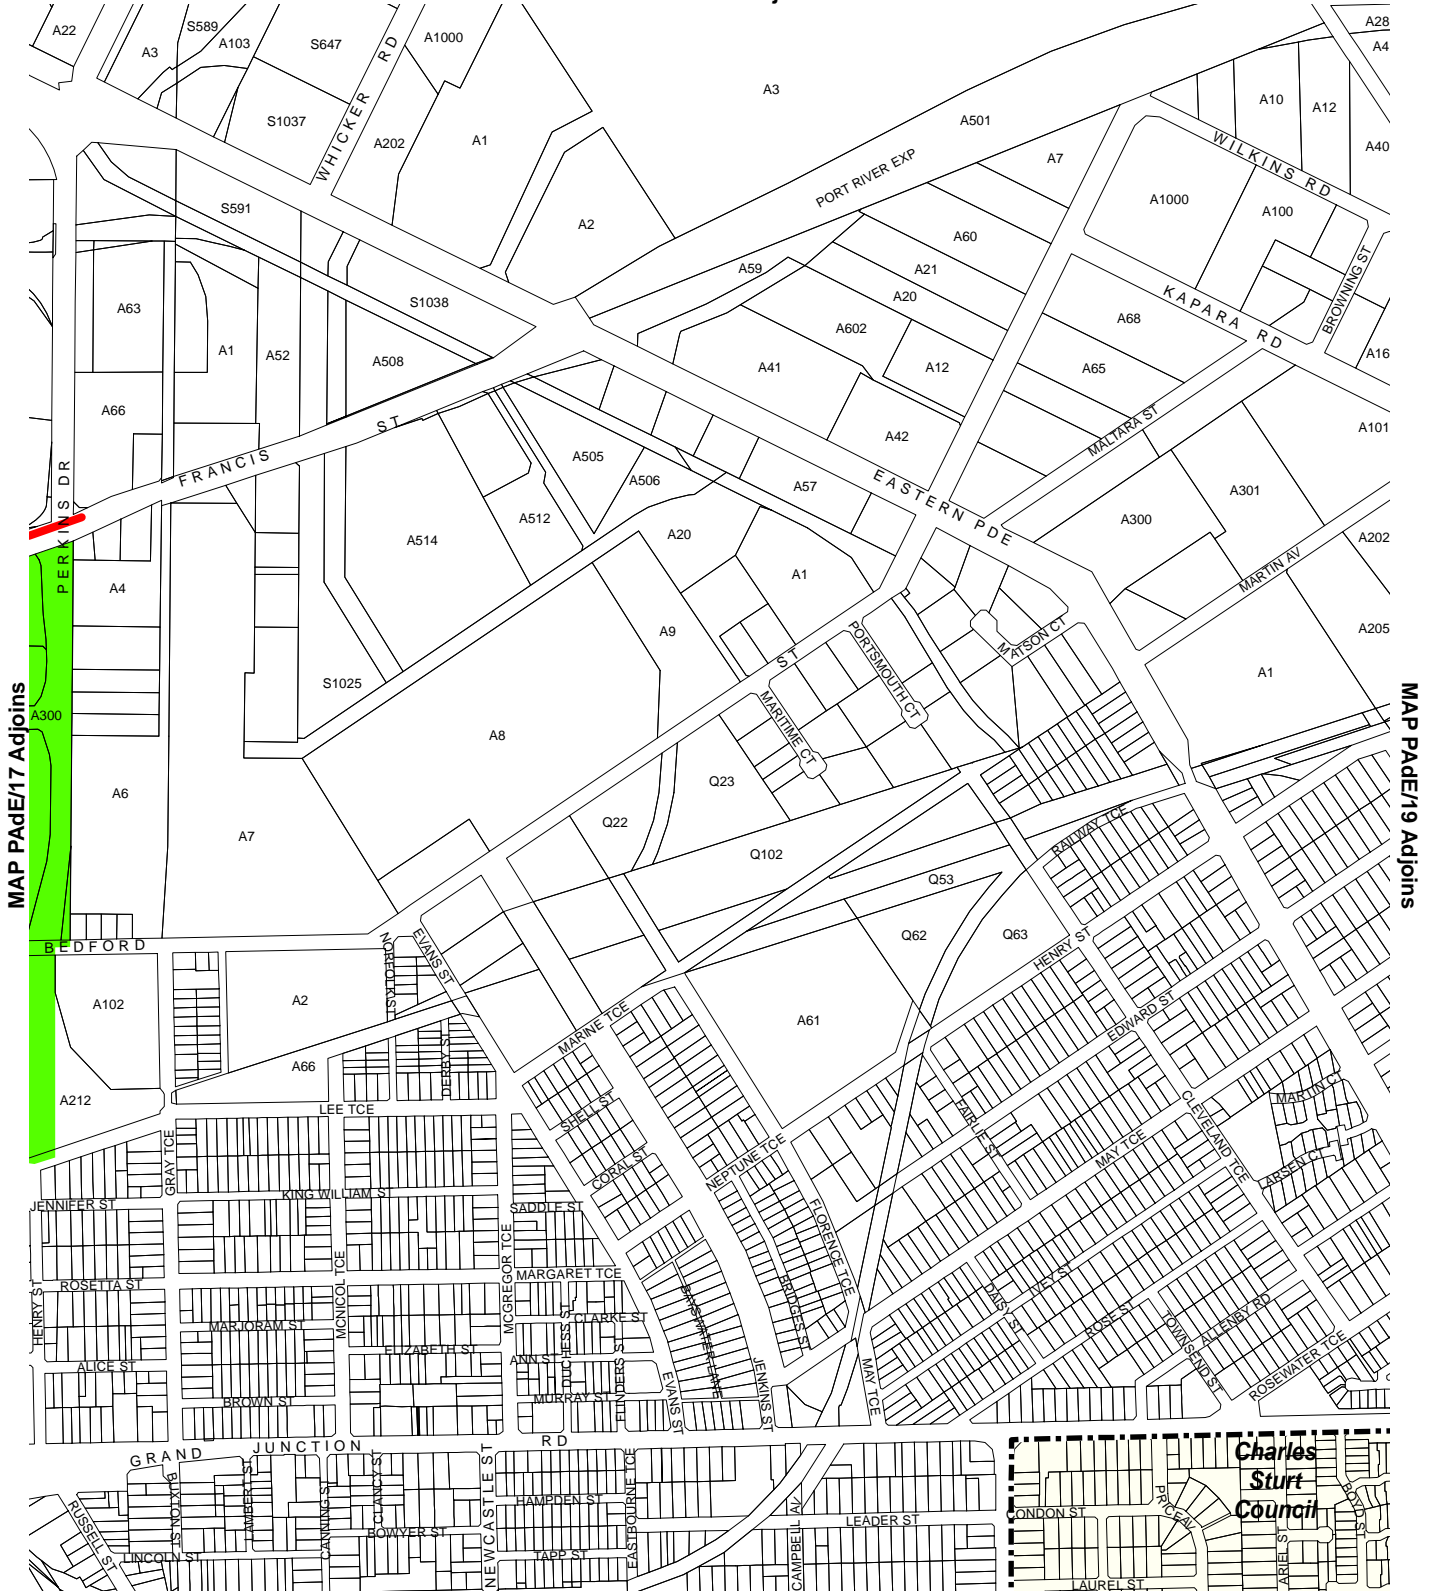 A22
S589
A103
A3
S647
WHICKER RD
A1000
A28
A4
A3
A10
A12
S1037
A202
A1
A501
A40
WILKINS RD
PORT RIVER EXP
A7
A1000
A100
S591
A2
A60
A59
A21
A20
BROWNING ST
KAPARA RD
A63
S1038
A602
A68
A1
A52
A508
A41
A12
A65
A16
A66
FRANCIS ST
A42
MALTARA ST
A101
A505
A506
A57
EASTERN PDE
A301
PERKINS DR
A514
A512
A20
A300
A202
A4
A1
MARTIN AV
A9
ST
PORTSMOUTH CT
MATSON CT
A205
A1
S1025
MARITIME CT
A300
MAP PAdE/17 Adjoins
MAP PAdE/19 Adjoins
A8
Q23
A6
A7
Q22
Q102
RAILWAY TCE
Q53
BEDFORD
NORFOLK ST
EVANS ST
Q62
Q63
HENRY ST
A102
A2
MARINE TCE
A61
EDWARD ST
A66
DERBY ST
A212
LEE TCE
SHELL ST
FAIRLIE ST
CLEVELAND TCE
MARTIN CT
GRAY TCE
CORAL ST
NEPTUNE TCE
MAY TCE
LARSEN CT
JENNIFER ST
KING WILLIAM ST
SADDLE ST
FLORENCE TCE
ROSETTA ST
MCNICOL TCE
MCGREGOR TCE
MARGARET TCE
BAYSWATER LANE
BRIDGES ST
DAISY ST
IVEY ST
HENRY ST
MARJORAM ST
DUCHESS ST
CLARKE ST
ROSE ST
TOWNSEND ST
ALLENBY RD
ALICE ST
ELIZABETH ST
ANN ST
FLINDERS ST
JENKINS ST
MAY TCE
ROSEWATER TCE
BROWN ST
MURRAY ST
EVANS ST
GRAND JUNCTION RD
RUSSELL ST
BUXTON ST
LAMBERT ST
CANNING ST
CLANCY ST
NEWCASTLE ST
HAMPDEN ST
EASTBOURNE TCE
CAMPBELL AV
LEADER ST
LINCOLN ST
BOWYER ST
TAPP ST
Charles
Sturt
Council
CONDON ST
PRICE AV
BOYD ST
ARIEL ST
LAUREL ST